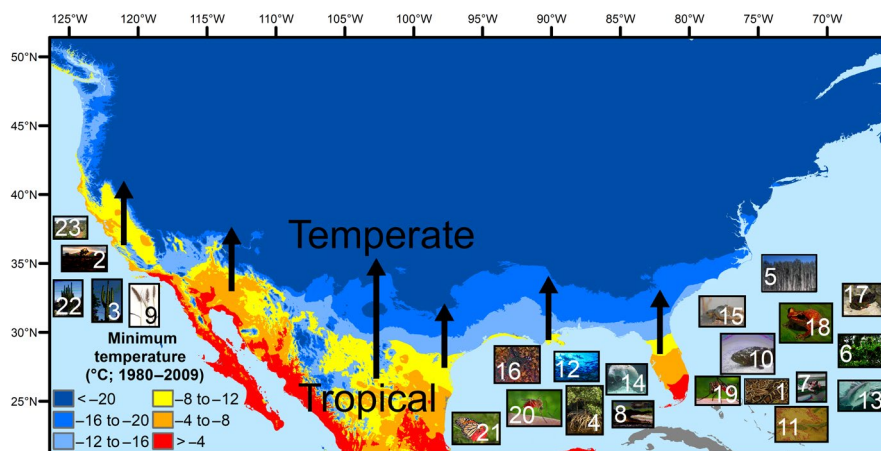 125°W 120°W 115°W 110°W 105°W 100°W 95°W 90°W 85°W 80°W 75°W 70°W
50°N
45°N
40°N
35°N
30°N
25°N
Temperate
Tropical
23
2
22 3 9
5
15 18 17
10 6
16 12 14
19 1 7 13
20 4 8
21 11
Minimum
temperature
(°C; 1980–2009)
< –20 –8 to –12
–16 to –20 –4 to –8
–12 to –16 > –4